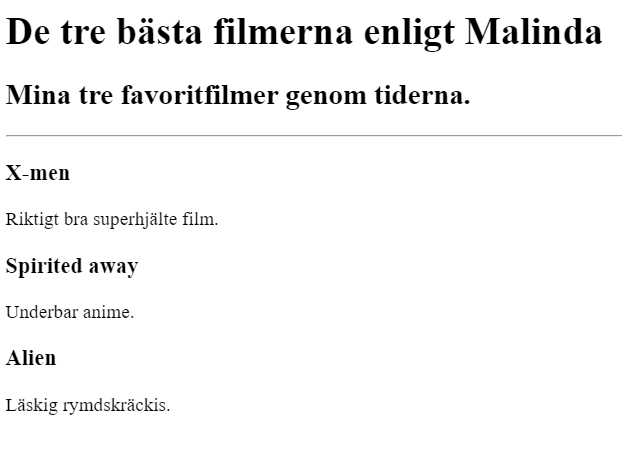 De tre bästa filmerna enligt Malinda
Mina tre favoritfilmer genom tiderna.
X-men
Riktigt bra superhjälte film.
Spirited away
Underbar anime.
Alien
Läskig rymdskräckis.